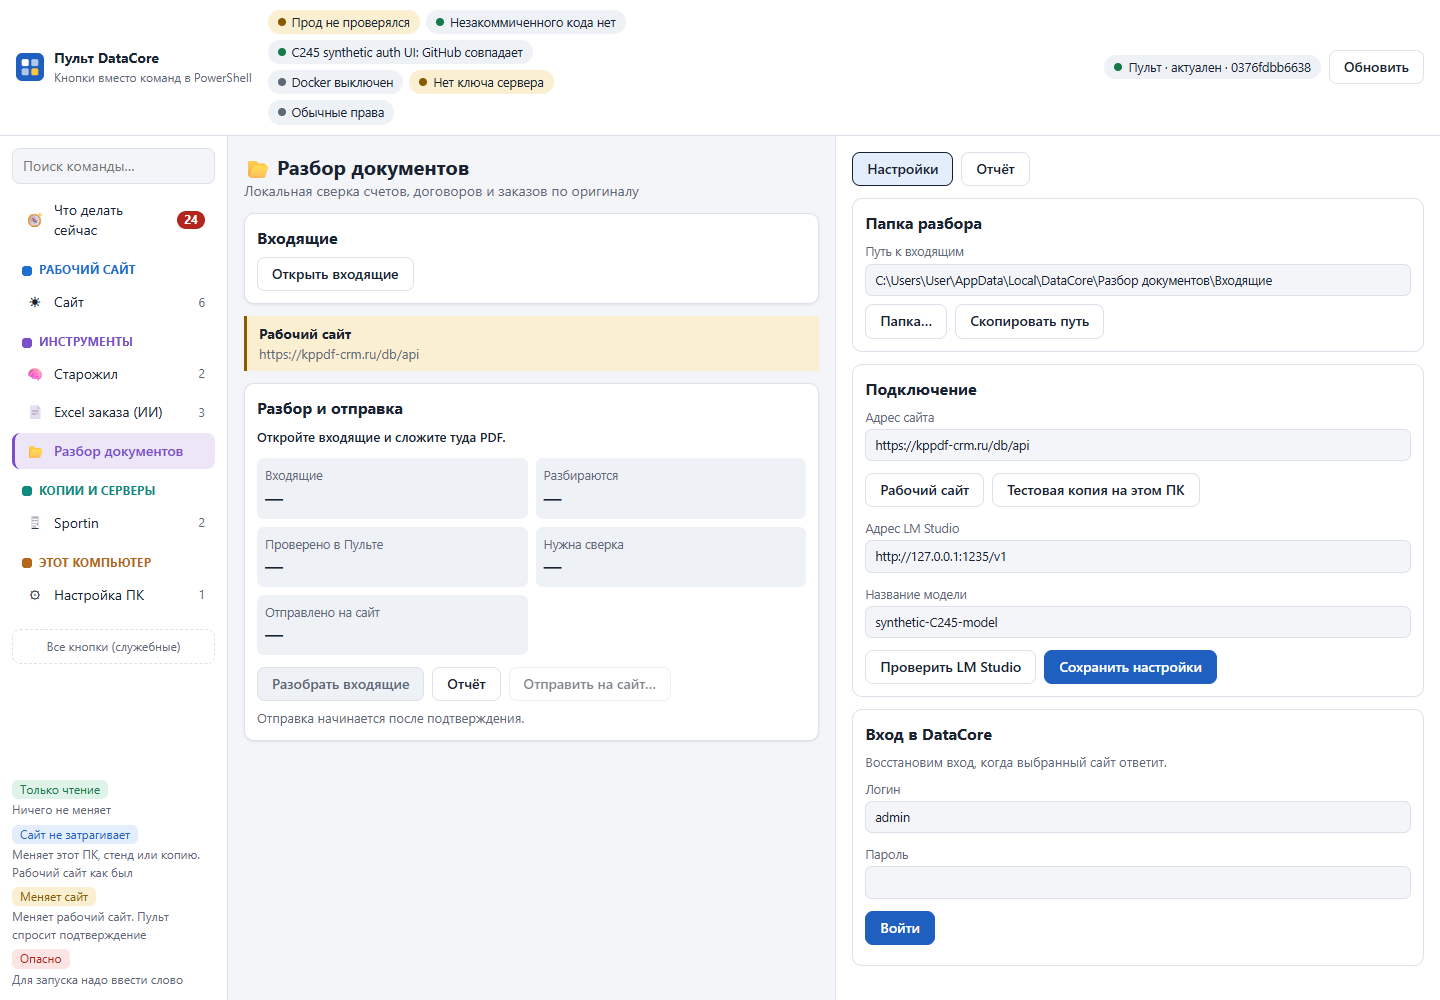 Пульт DataCore
Кнопки вместо команд в PowerShell
Прод не проверялся
Незакоммиченного кода нет
C245 synthetic auth UI: GitHub совпадает
Docker выключен
Нет ключа сервера
Обычные права
Пульт · актуален · 0376fdbb6638
Обновить
Поиск команды...
Что делать
сейчас
24
РАБОЧИЙ САЙТ
Сайт
6
ИНСТРУМЕНТЫ
Старожил
2
Excel заказа (ИИ)
3
Разбор документов
КОПИИ И СЕРВЕРЫ
Sportin
2
ЭТОТ КОМПЬЮТЕР
Настройка ПК
1
Все кнопки (служебные)
Только чтение
Ничего не меняет
Сайт не затрагивает
Меняет этот ПК, стенд или копию.
Рабочий сайт как был
Меняет сайт
Меняет рабочий сайт. Пульт
спросит подтверждение
Опасно
Для запуска надо ввести слово
Разбор документов
Локальная сверка счетов, договоров и заказов по оригиналу
Входящие
Открыть входящие
Рабочий сайт
https://kppdf-crm.ru/db/api
Разбор и отправка
Откройте входящие и сложите туда PDF.
Входящие
—
Разбираются
—
Проверено в Пульте
—
Нужна сверка
—
Отправлено на сайт
—
Разобрать входящие
Отчёт
Отправить на сайт...
Отправка начинается после подтверждения.
Настройки
Отчёт
Папка разбора
Путь к входящим
C:\Users\User\AppData\Local\DataCore\Разбор документов\Входящие
Папка...
Скопировать путь
Подключение
Адрес сайта
https://kppdf-crm.ru/db/api
Рабочий сайт
Тестовая копия на этом ПК
Адрес LM Studio
http://127.0.0.1:1235/v1
Название модели
synthetic-C245-model
Проверить LM Studio
Сохранить настройки
Вход в DataCore
Восстановим вход, когда выбранный сайт ответит.
Логин
admin
Пароль
Войти